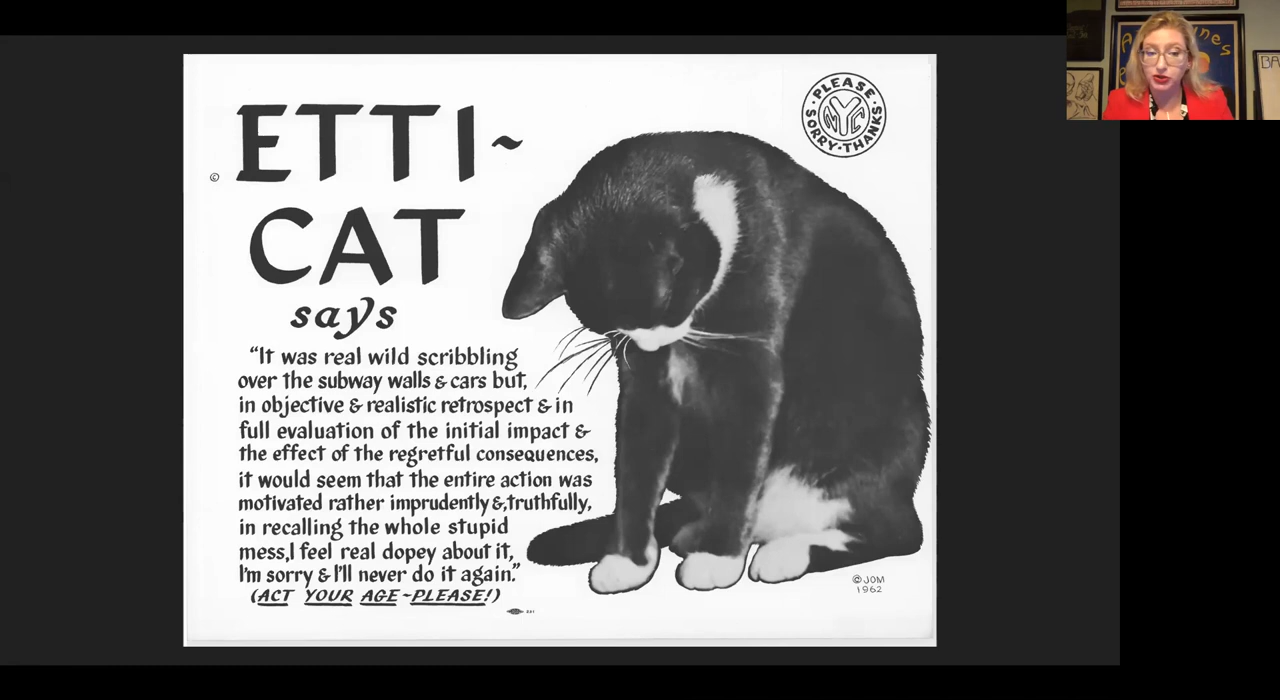 ETTI~
CAT
©
says
"It was real wild scribbling
over the subway walls & cars but,
in objective & realistic retrospect & in
full evaluation of the initial impact &
the effect of the regretful consequences,
it would seem that the entire action was
motivated rather imprudently &, truthfully,
in recalling the whole stupid
mess, I feel real dopey about it,
I'm sorry & I'll never do it again."
(ACT YOUR AGE ~ PLEASE!)
·PLEASE·
SORRY·THANKS
NYC
©JOM
1962